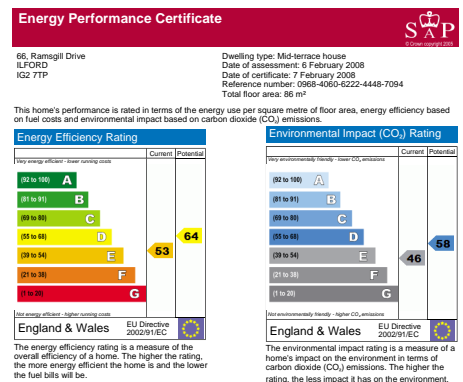 Energy Performance Certificate
SAP
© Crown copyright 2005
66, Ramsgill Drive
ILFORD
IG2 7TP
Dwelling type: Mid-terrace house
Date of assessment: 6 February 2008
Date of certificate: 7 February 2008
Reference number: 0968-4060-6222-4448-7094
Total floor area: 86 m²
This home's performance is rated in terms of the energy use per square metre of floor area, energy efficiency based
on fuel costs and environmental impact based on carbon dioxide (CO₂) emissions.
Energy Efficiency Rating
Current Potential
Very energy efficient - lower running costs
(92 to 100) A
(81 to 91) B
(69 to 80) C
(55 to 68) D
(39 to 54) E
(21 to 38) F
(1 to 20) G
53
64
Not energy efficient - higher running costs
England & Wales
EU Directive
2002/91/EC
The energy efficiency rating is a measure of the
overall efficiency of a home. The higher the rating,
the more energy efficient the home is and the lower
the fuel bills will be.
Environmental Impact (CO₂) Rating
Current Potential
Very environmentally friendly - lower CO₂ emissions
(92 to 100) A
(81 to 91) B
(69 to 80) C
(55 to 68) D
(39 to 54) E
(21 to 38) F
(1 to 20) G
46
58
Not environmentally friendly - higher CO₂ emissions
England & Wales
EU Directive
2002/91/EC
The environmental impact rating is a measure of a
home's impact on the environment in terms of
carbon dioxide (CO₂) emissions. The higher the
rating, the less impact it has on the environment.